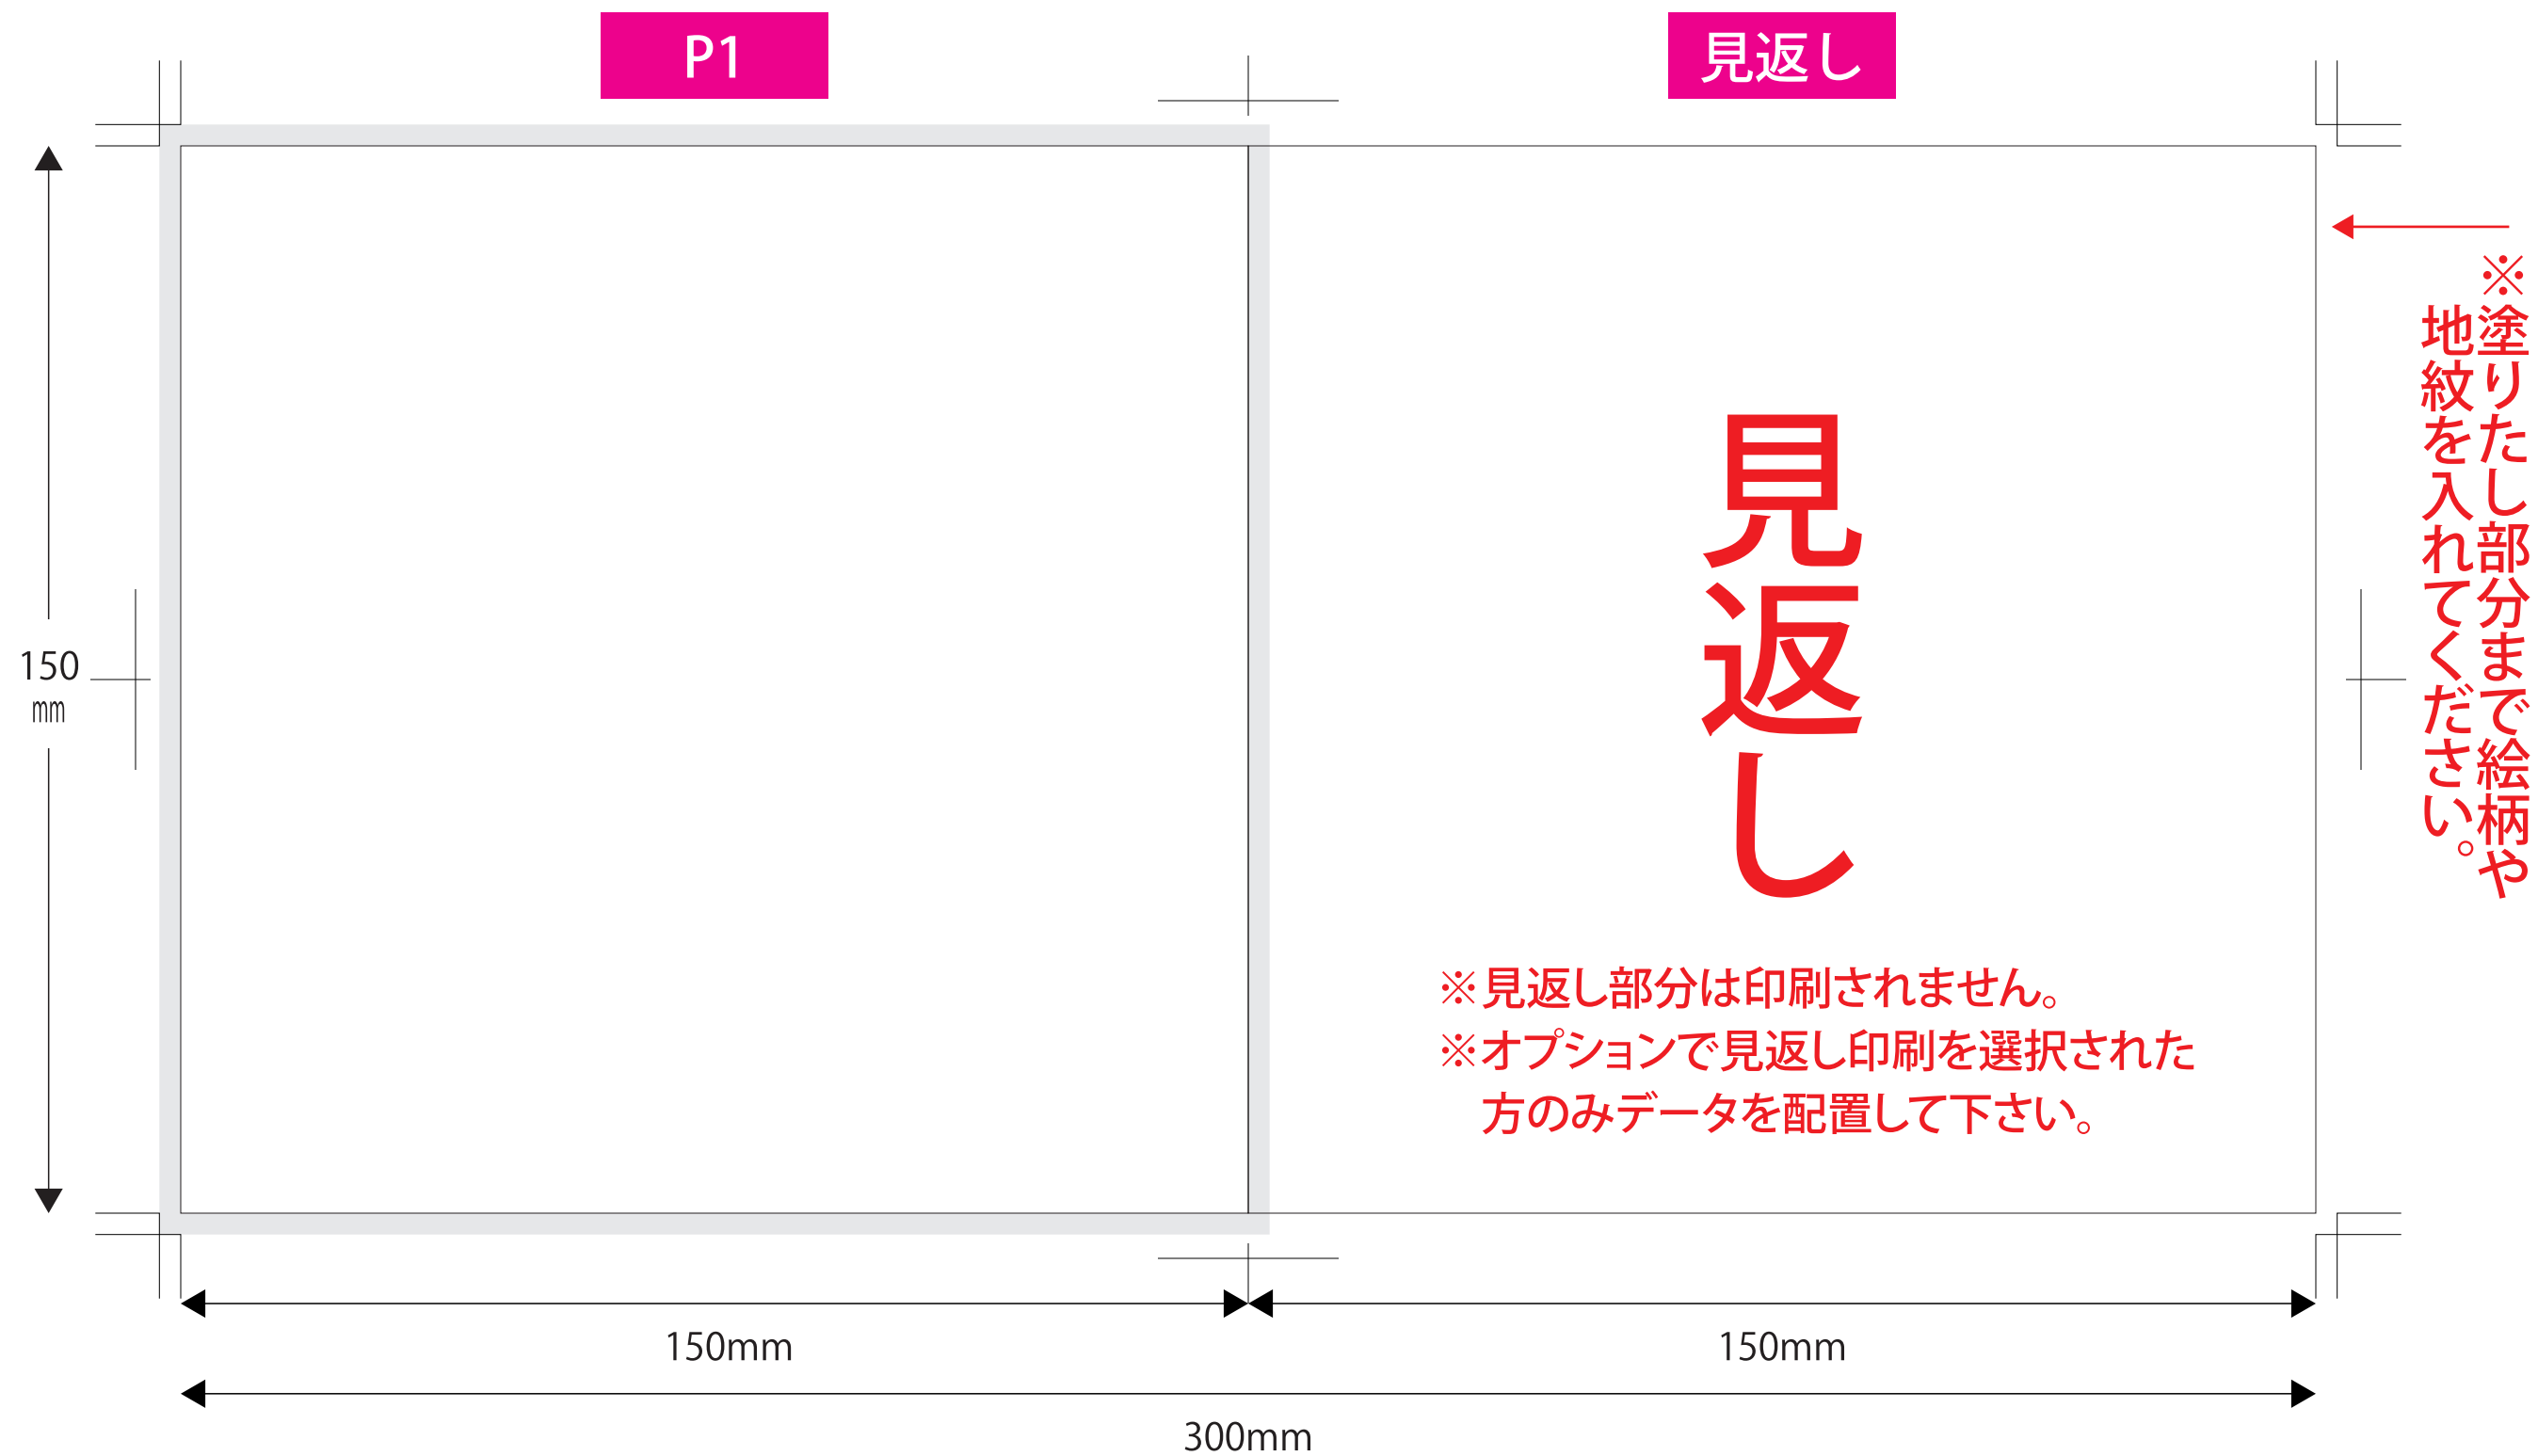 P1
見返し
※塗りたし部分まで絵柄や
地紋を入れてください。
150
mm
見返し
※見返し部分は印刷されません。
※オプションで見返し印刷を選択された
方のみデータを配置して下さい。
150mm
150mm
300mm